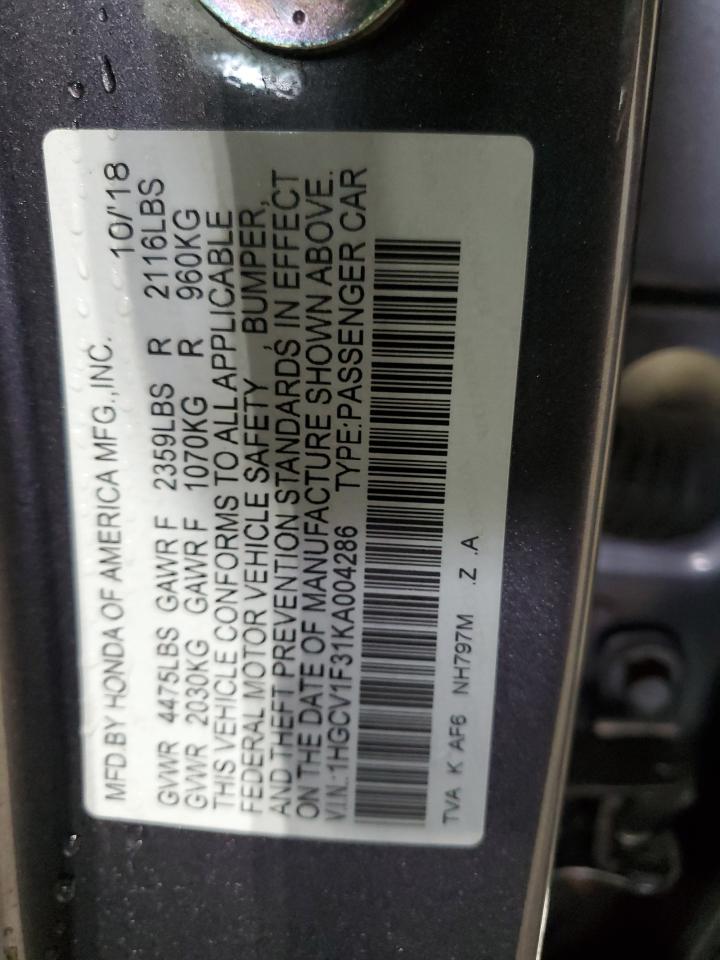 MFD.BY HONDA OF AMERICA MFG.,INC. 10/'18
GVWR 4475LBS GAWR F 2359LBS R 2116LBS
GVWR 2030KG GAWR F 1070KG R 960KG
THIS VEHICLE CONFORMS TO ALL APPLICABLE
FEDERAL MOTOR VEHICLE SAFETY , BUMPER,
AND THEFT PREVENTION STANDARDS IN EFFECT
ON THE DATE OF MANUFACTURE SHOWN ABOVE.
V.I.N.:1HGCV1F31KA004286 TYPE:PASSENGER CAR
TVA K AF6 NH797M .Z .A